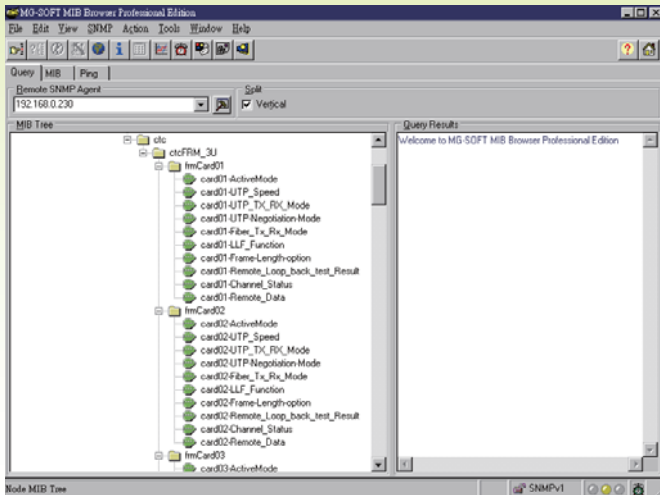 MG-SOFT MIB Browser Professional Edition
File Edit View SNMP Action Tools Window Help
Query MIB Ping
Remote SNMP Agent
192.168.0.230
Split
Vertical
MIB Tree
ctc
ctcFRM_3U
frmCard01
card01-ActiveMode
card01-UTP_Speed
card01-UTP_TX_RX_Mode
card01-UTP-Negotiation-Mode
card01-Fiber_Tx_Rx_Mode
card01-LLF_Function
card01-Frame-Length-option
card01-Remote_Loop_back_test_Result
card01-Channel_Status
card01-Remote_Data
frmCard02
card02-ActiveMode
card02-UTP_Speed
card02-UTP_TX_RX_Mode
card02-UTP-Negotiation-Mode
card02-Fiber_Tx_Rx_Mode
card02-LLF_Function
card02-Frame-Length-option
card02-Remote_Loop_back_test_Result
card02-Channel_Status
card02-Remote_Data
frmCard03
card03-ActiveMode
Query Results
Welcome to MG-SOFT MIB Browser Professional Edition
Node MIB Tree
SNMPv1